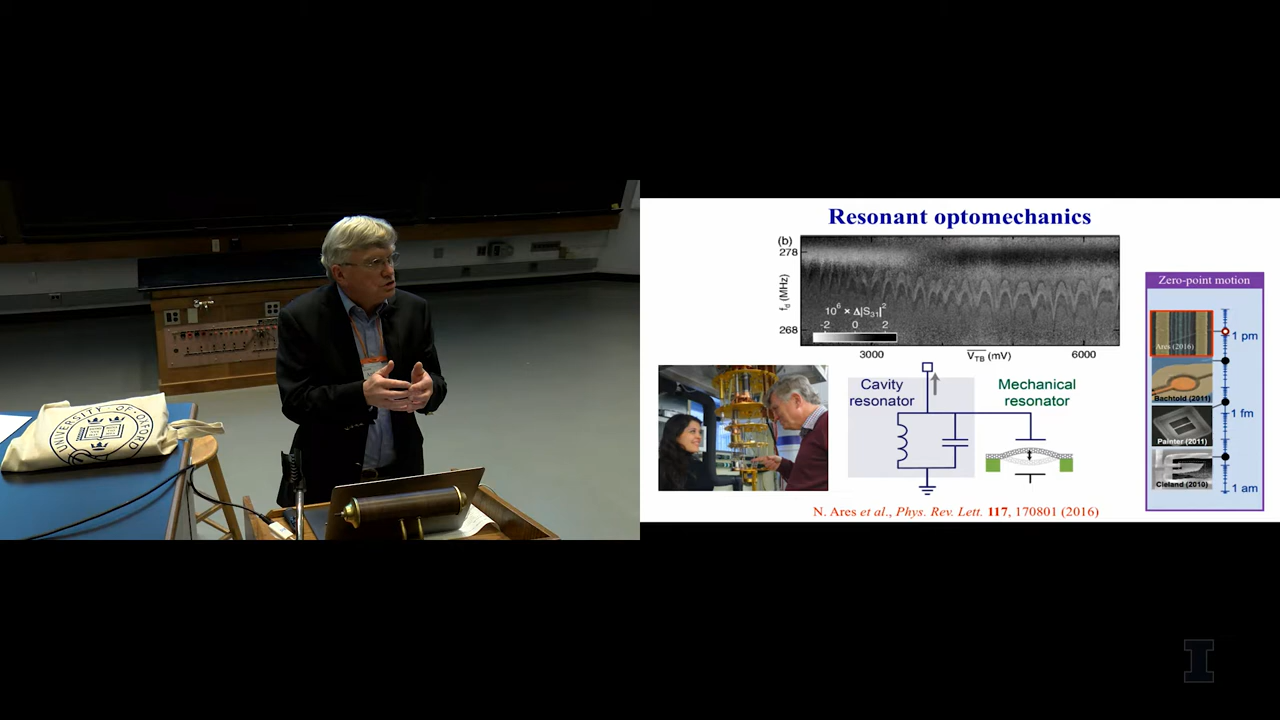 UNIVERSITY OF OXFORD
Resonant optomechanics
(b)
278
268
f_d (MHz)
10^6 × Δ|S_31|^2
-2 0 2
3000
V_TB (mV)
6000
Cavity
resonator
Mechanical
resonator
N. Ares et al., Phys. Rev. Lett. 117, 170801 (2016)
Zero-point motion
Ares (2016)
1 pm
Bachtold (2011)
1 fm
Painter (2011)
Cleland (2010)
1 am
I